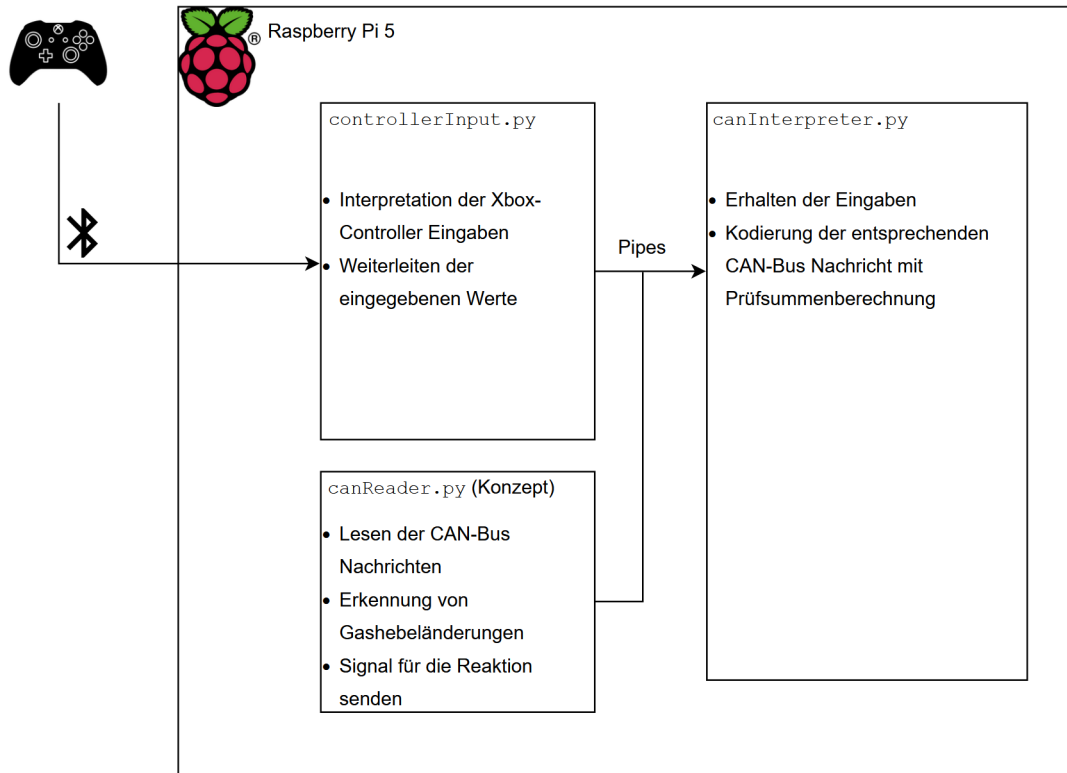 ® Raspberry Pi 5
controllerInput.py
• Interpretation der Xbox-
Controller Eingaben
• Weiterleiten der
eingegebenen Werte
Pipes
canInterpreter.py
• Erhalten der Eingaben
• Kodierung der entsprechenden
CAN-Bus Nachricht mit
Prüfsummenberechnung
canReader.py (Konzept)
• Lesen der CAN-Bus
Nachrichten
• Erkennung von
Gashebeländerungen
• Signal für die Reaktion
senden